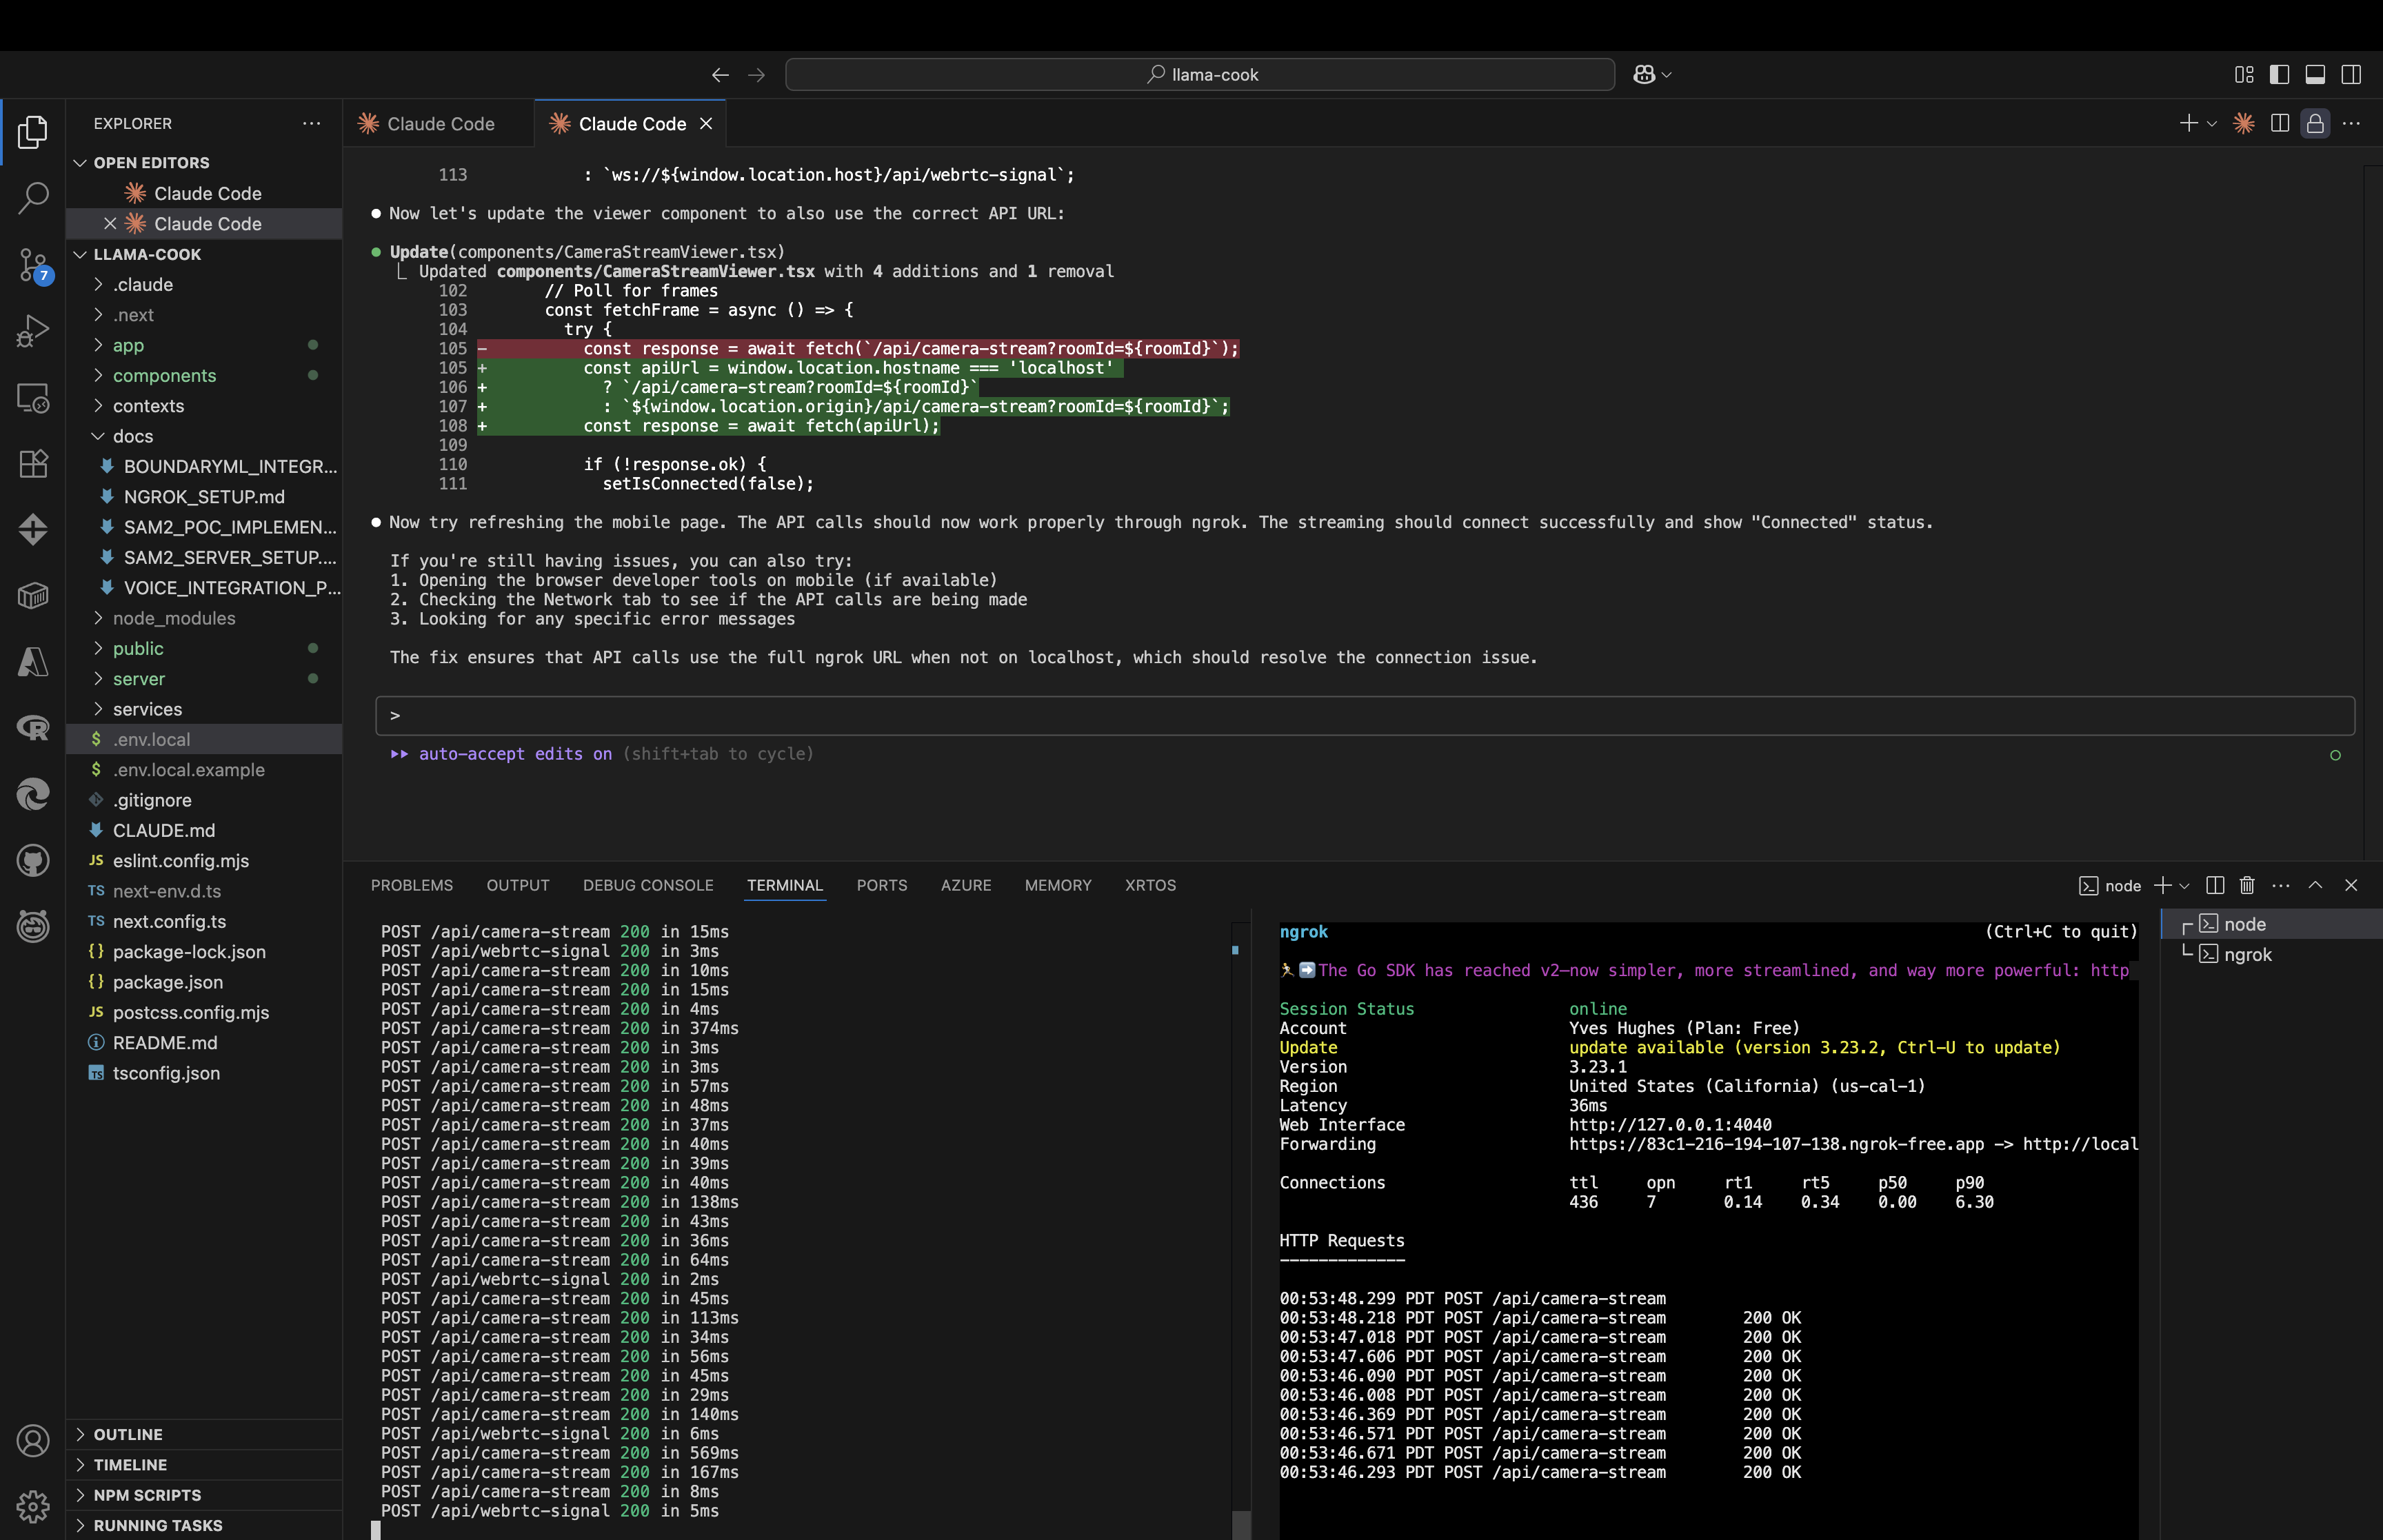 llama-cook
EXPLORER
OPEN EDITORS
Claude Code
Claude Code
LLAMA-COOK
.claude
.next
app
components
contexts
docs
BOUNDARYML_INTEGR...
NGROK_SETUP.md
SAM2_POC_IMPLEMEN...
SAM2_SERVER_SETUP....
VOICE_INTEGRATION_P...
node_modules
public
server
services
$ .env.local
$ .env.local.example
.gitignore
CLAUDE.md
JS eslint.config.mjs
TS next-env.d.ts
TS next.config.ts
{} package-lock.json
{} package.json
JS postcss.config.mjs
README.md
TS tsconfig.json
OUTLINE
TIMELINE
NPM SCRIPTS
RUNNING TASKS
7
Claude Code
Claude Code
113 : `ws://${window.location.host}/api/webrtc-signal`;
Now let's update the viewer component to also use the correct API URL:
Update(components/CameraStreamViewer.tsx)
Updated components/CameraStreamViewer.tsx with 4 additions and 1 removal
102 // Poll for frames
103 const fetchFrame = async () => {
104 try {
105 - const response = await fetch(`/api/camera-stream?roomId=${roomId}`);
105 + const apiUrl = window.location.hostname === 'localhost'
106 + ? `/api/camera-stream?roomId=${roomId}`
107 + : `${window.location.origin}/api/camera-stream?roomId=${roomId}`;
108 + const response = await fetch(apiUrl);
109
110 if (!response.ok) {
111 setIsConnected(false);
Now try refreshing the mobile page. The API calls should now work properly through ngrok. The streaming should connect successfully and show "Connected" status.
If you're still having issues, you can also try:
1. Opening the browser developer tools on mobile (if available)
2. Checking the Network tab to see if the API calls are being made
3. Looking for any specific error messages
The fix ensures that API calls use the full ngrok URL when not on localhost, which should resolve the connection issue.
>
auto-accept edits on (shift+tab to cycle)
PROBLEMS OUTPUT DEBUG CONSOLE TERMINAL PORTS AZURE MEMORY XRTOS
node
POST /api/camera-stream 200 in 15ms
POST /api/webrtc-signal 200 in 3ms
POST /api/camera-stream 200 in 10ms
POST /api/camera-stream 200 in 15ms
POST /api/camera-stream 200 in 4ms
POST /api/camera-stream 200 in 374ms
POST /api/camera-stream 200 in 3ms
POST /api/camera-stream 200 in 3ms
POST /api/camera-stream 200 in 57ms
POST /api/camera-stream 200 in 48ms
POST /api/camera-stream 200 in 37ms
POST /api/camera-stream 200 in 40ms
POST /api/camera-stream 200 in 39ms
POST /api/camera-stream 200 in 40ms
POST /api/camera-stream 200 in 138ms
POST /api/camera-stream 200 in 43ms
POST /api/camera-stream 200 in 36ms
POST /api/camera-stream 200 in 64ms
POST /api/webrtc-signal 200 in 2ms
POST /api/camera-stream 200 in 45ms
POST /api/camera-stream 200 in 113ms
POST /api/camera-stream 200 in 34ms
POST /api/camera-stream 200 in 56ms
POST /api/camera-stream 200 in 45ms
POST /api/camera-stream 200 in 29ms
POST /api/camera-stream 200 in 140ms
POST /api/webrtc-signal 200 in 6ms
POST /api/camera-stream 200 in 569ms
POST /api/camera-stream 200 in 167ms
POST /api/camera-stream 200 in 8ms
POST /api/webrtc-signal 200 in 5ms
ngrok (Ctrl+C to quit)
The Go SDK has reached v2—now simpler, more streamlined, and way more powerful: http
Session Status online
Account Yves Hughes (Plan: Free)
Update update available (version 3.23.2, Ctrl-U to update)
Version 3.23.1
Region United States (California) (us-cal-1)
Latency 36ms
Web Interface http://127.0.0.1:4040
Forwarding https://83c1-216-194-107-138.ngrok-free.app -> http://local
Connections ttl opn rt1 rt5 p50 p90
436 7 0.14 0.34 0.00 6.30
HTTP Requests
-------------
00:53:48.299 PDT POST /api/camera-stream
00:53:48.218 PDT POST /api/camera-stream 200 OK
00:53:47.018 PDT POST /api/camera-stream 200 OK
00:53:47.606 PDT POST /api/camera-stream 200 OK
00:53:46.090 PDT POST /api/camera-stream 200 OK
00:53:46.008 PDT POST /api/camera-stream 200 OK
00:53:46.369 PDT POST /api/camera-stream 200 OK
00:53:46.571 PDT POST /api/camera-stream 200 OK
00:53:46.671 PDT POST /api/camera-stream 200 OK
00:53:46.293 PDT POST /api/camera-stream 200 OK
node
ngrok